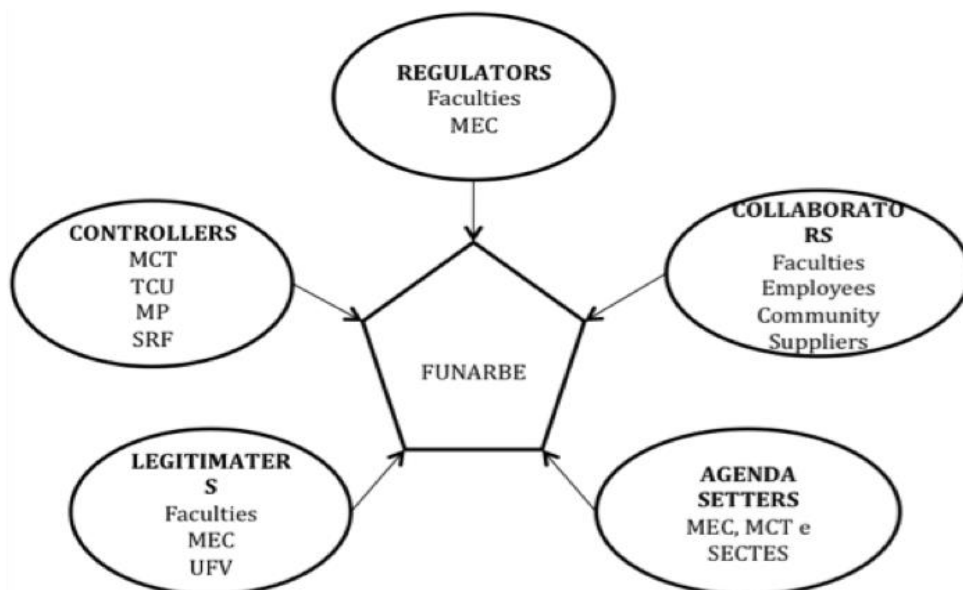 REGULATORS
Faculties
MEC
CONTROLLERS
MCT
TCU
MP
SRF
COLLABORATO
RS
Faculties
Employees
Community
Suppliers
FUNARBE
LEGITIMATER
S
Faculties
MEC
UFV
AGENDA
SETTERS
MEC, MCT e
SECTES